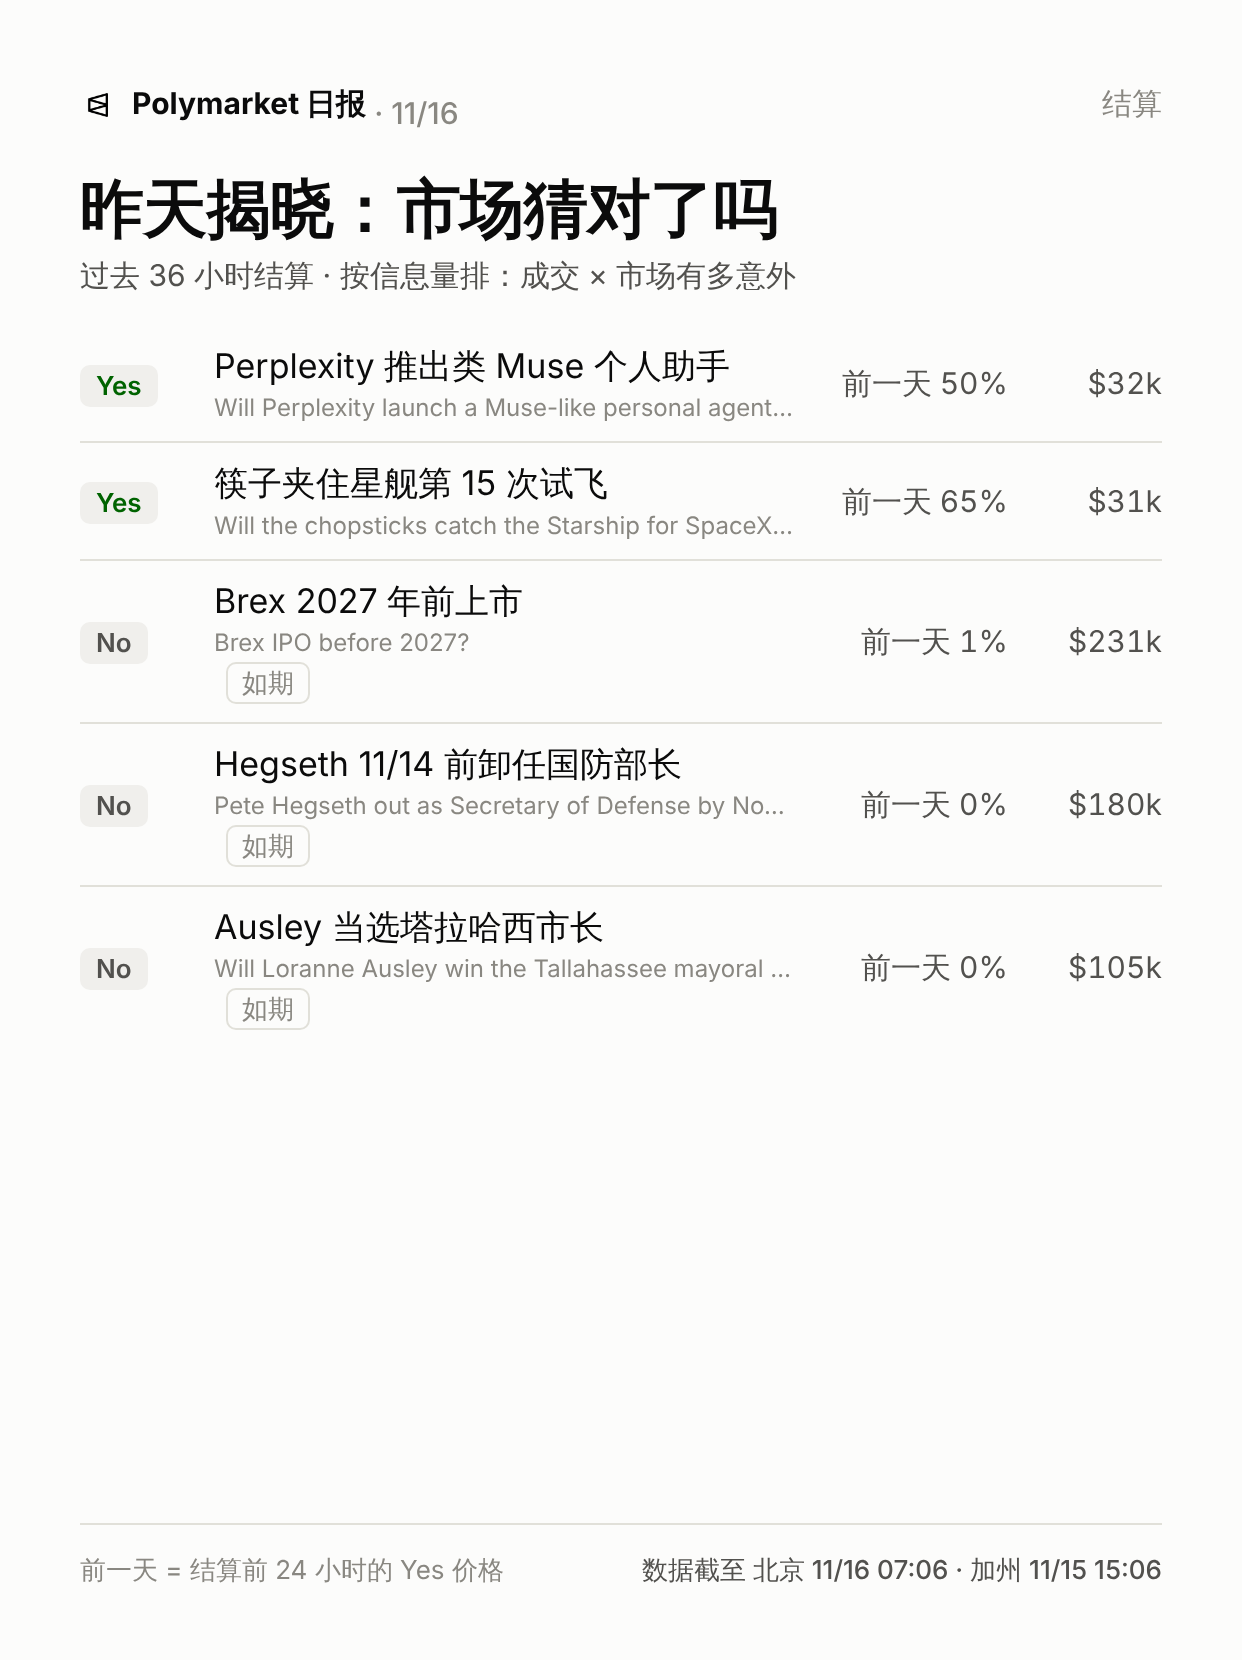 Polymarket 日报 · 11/16
结算
昨天揭晓：市场猜对了吗
过去 36 小时结算 · 按信息量排：成交 × 市场有多意外
Yes
Perplexity 推出类 Muse 个人助手
Will Perplexity launch a Muse-like personal agent...
前一天 50%
$32k
Yes
筷子夹住星舰第 15 次试飞
Will the chopsticks catch the Starship for SpaceX...
前一天 65%
$31k
No
Brex 2027 年前上市
Brex IPO before 2027?
如期
前一天 1%
$231k
No
Hegseth 11/14 前卸任国防部长
Pete Hegseth out as Secretary of Defense by No...
如期
前一天 0%
$180k
No
Ausley 当选塔拉哈西市长
Will Loranne Ausley win the Tallahassee mayoral ...
如期
前一天 0%
$105k
前一天 = 结算前 24 小时的 Yes 价格
数据截至 北京 11/16 07:06 · 加州 11/15 15:06